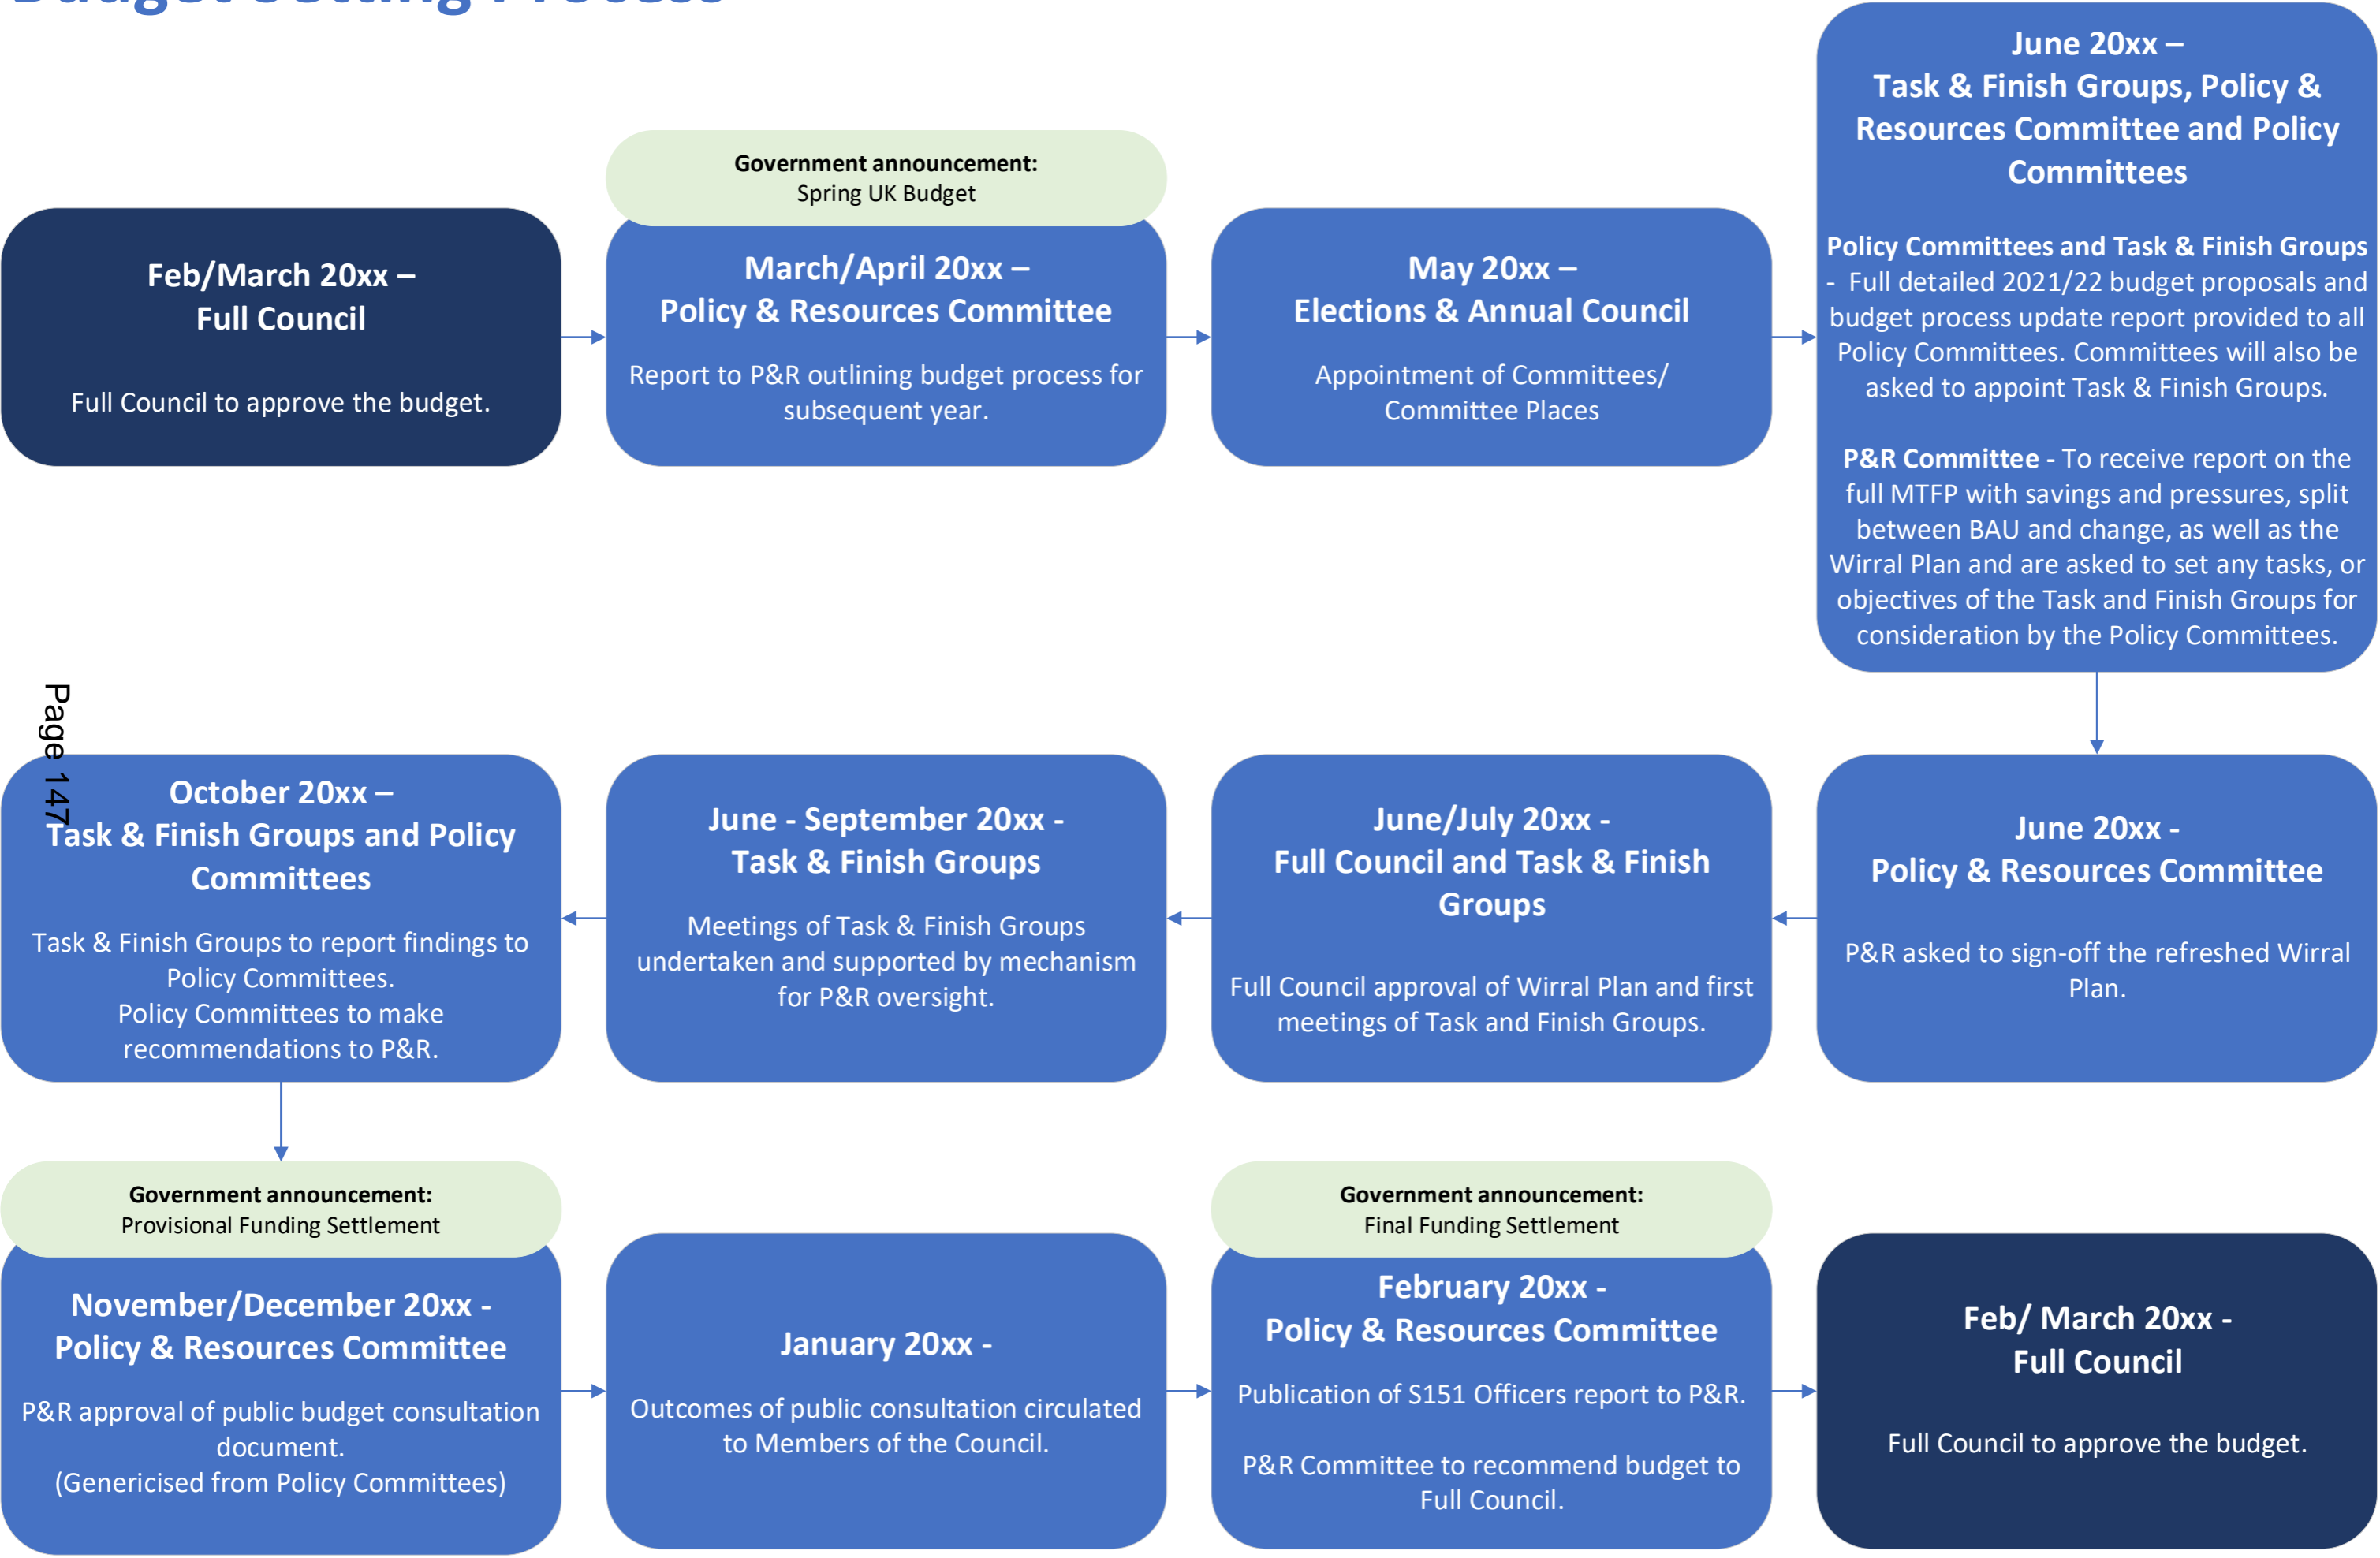 Budget Setting Process
Feb/March 20xx –
Full Council
Full Council to approve the budget.
Government announcement:
Spring UK Budget
March/April 20xx –
Policy & Resources Committee
Report to P&R outlining budget process for
subsequent year.
May 20xx –
Elections & Annual Council
Appointment of Committees/
Committee Places
June 20xx –
Task & Finish Groups, Policy &
Resources Committee and Policy
Committees
Policy Committees and Task & Finish Groups
- Full detailed 2021/22 budget proposals and
budget process update report provided to all
Policy Committees. Committees will also be
asked to appoint Task & Finish Groups.
P&R Committee - To receive report on the
full MTFP with savings and pressures, split
between BAU and change, as well as the
Wirral Plan and are asked to set any tasks, or
objectives of the Task and Finish Groups for
consideration by the Policy Committees.
June 20xx -
Policy & Resources Committee
P&R asked to sign-off the refreshed Wirral
Plan.
June/July 20xx -
Full Council and Task & Finish
Groups
Full Council approval of Wirral Plan and first
meetings of Task and Finish Groups.
June - September 20xx -
Task & Finish Groups
Meetings of Task & Finish Groups
undertaken and supported by mechanism
for P&R oversight.
Page 147
October 20xx –
Task & Finish Groups and Policy
Committees
Task & Finish Groups to report findings to
Policy Committees.
Policy Committees to make
recommendations to P&R.
Government announcement:
Provisional Funding Settlement
November/December 20xx -
Policy & Resources Committee
P&R approval of public budget consultation
document.
(Genericised from Policy Committees)
January 20xx -
Outcomes of public consultation circulated
to Members of the Council.
Government announcement:
Final Funding Settlement
February 20xx -
Policy & Resources Committee
Publication of S151 Officers report to P&R.
P&R Committee to recommend budget to
Full Council.
Feb/ March 20xx -
Full Council
Full Council to approve the budget.